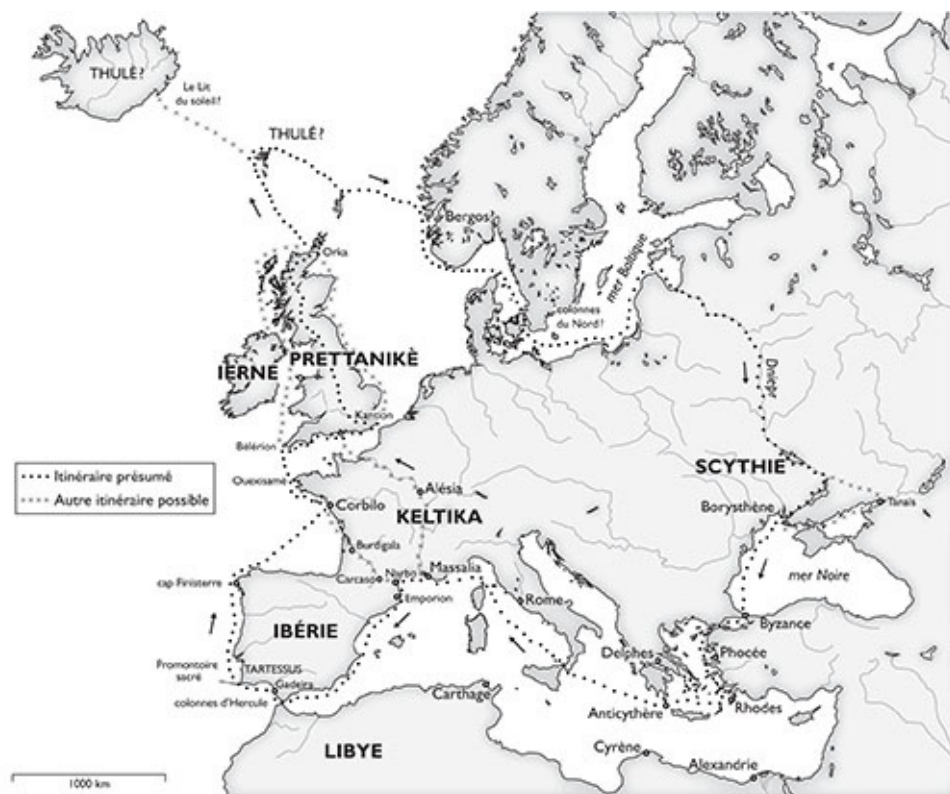 THULÉ?
Le Lit
du soleil?
THULÉ?
Bergos
Orka
mer Baltique
colonnes
du Nord?
IERNE
PRETTANIKÈ
Kantion
Dniepr
Bélérion
Itinéraire présumé
Autre itinéraire possible
Ouexisamé
SCYTHIE
Alésia
Corbilo
KELTIKA
Borysthène
Tanaïs
Burdigala
mer Noire
cap Finisterre
Carcaso
Narbo
Massalia
Emporion
Rome
Byzance
IBÉRIE
Delphes
Phocée
Promontoire
sacré
TARTESSUS
Gadeira
colonnes d'Hercule
Carthage
Anticythère
Rhodes
Cyrène
LIBYE
Alexandrie
1000 km